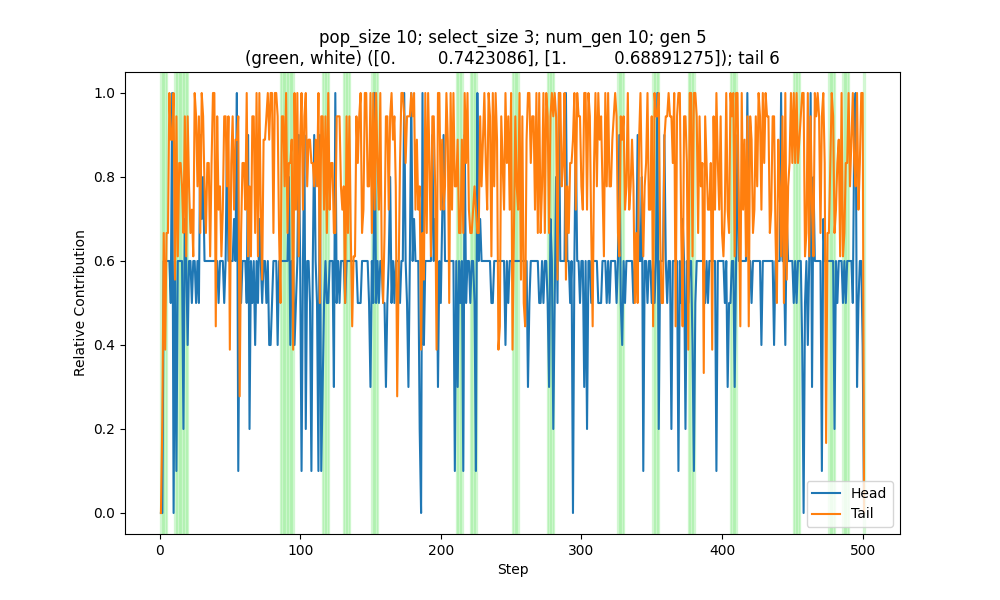 pop_size 10; select_size 3; num_gen 10; gen 5
(green, white) ([0.        0.7423086], [1.         0.68891275]); tail 6
1.0
0.8
0.6
0.4
0.2
0.0
Relative Contribution
0
100
200
300
400
500
Step
Head
Tail